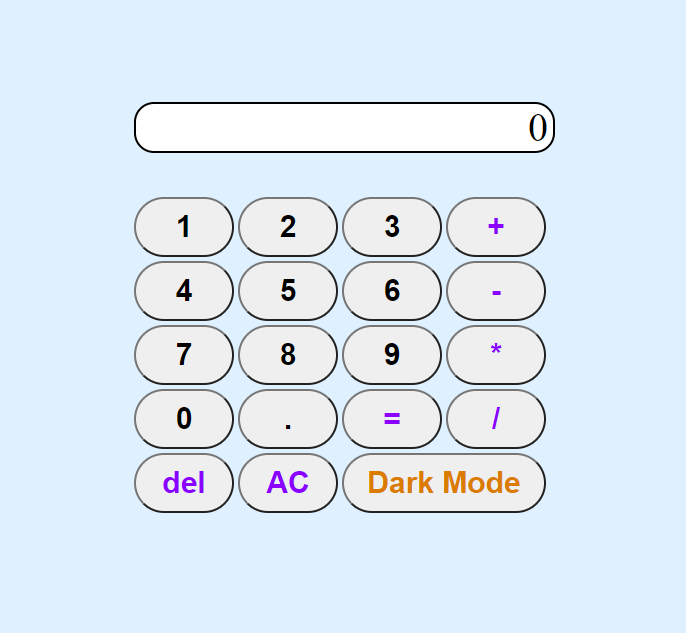 0
1 2 3 +
4 5 6 -
7 8 9 *
0 . = /
del AC Dark Mode